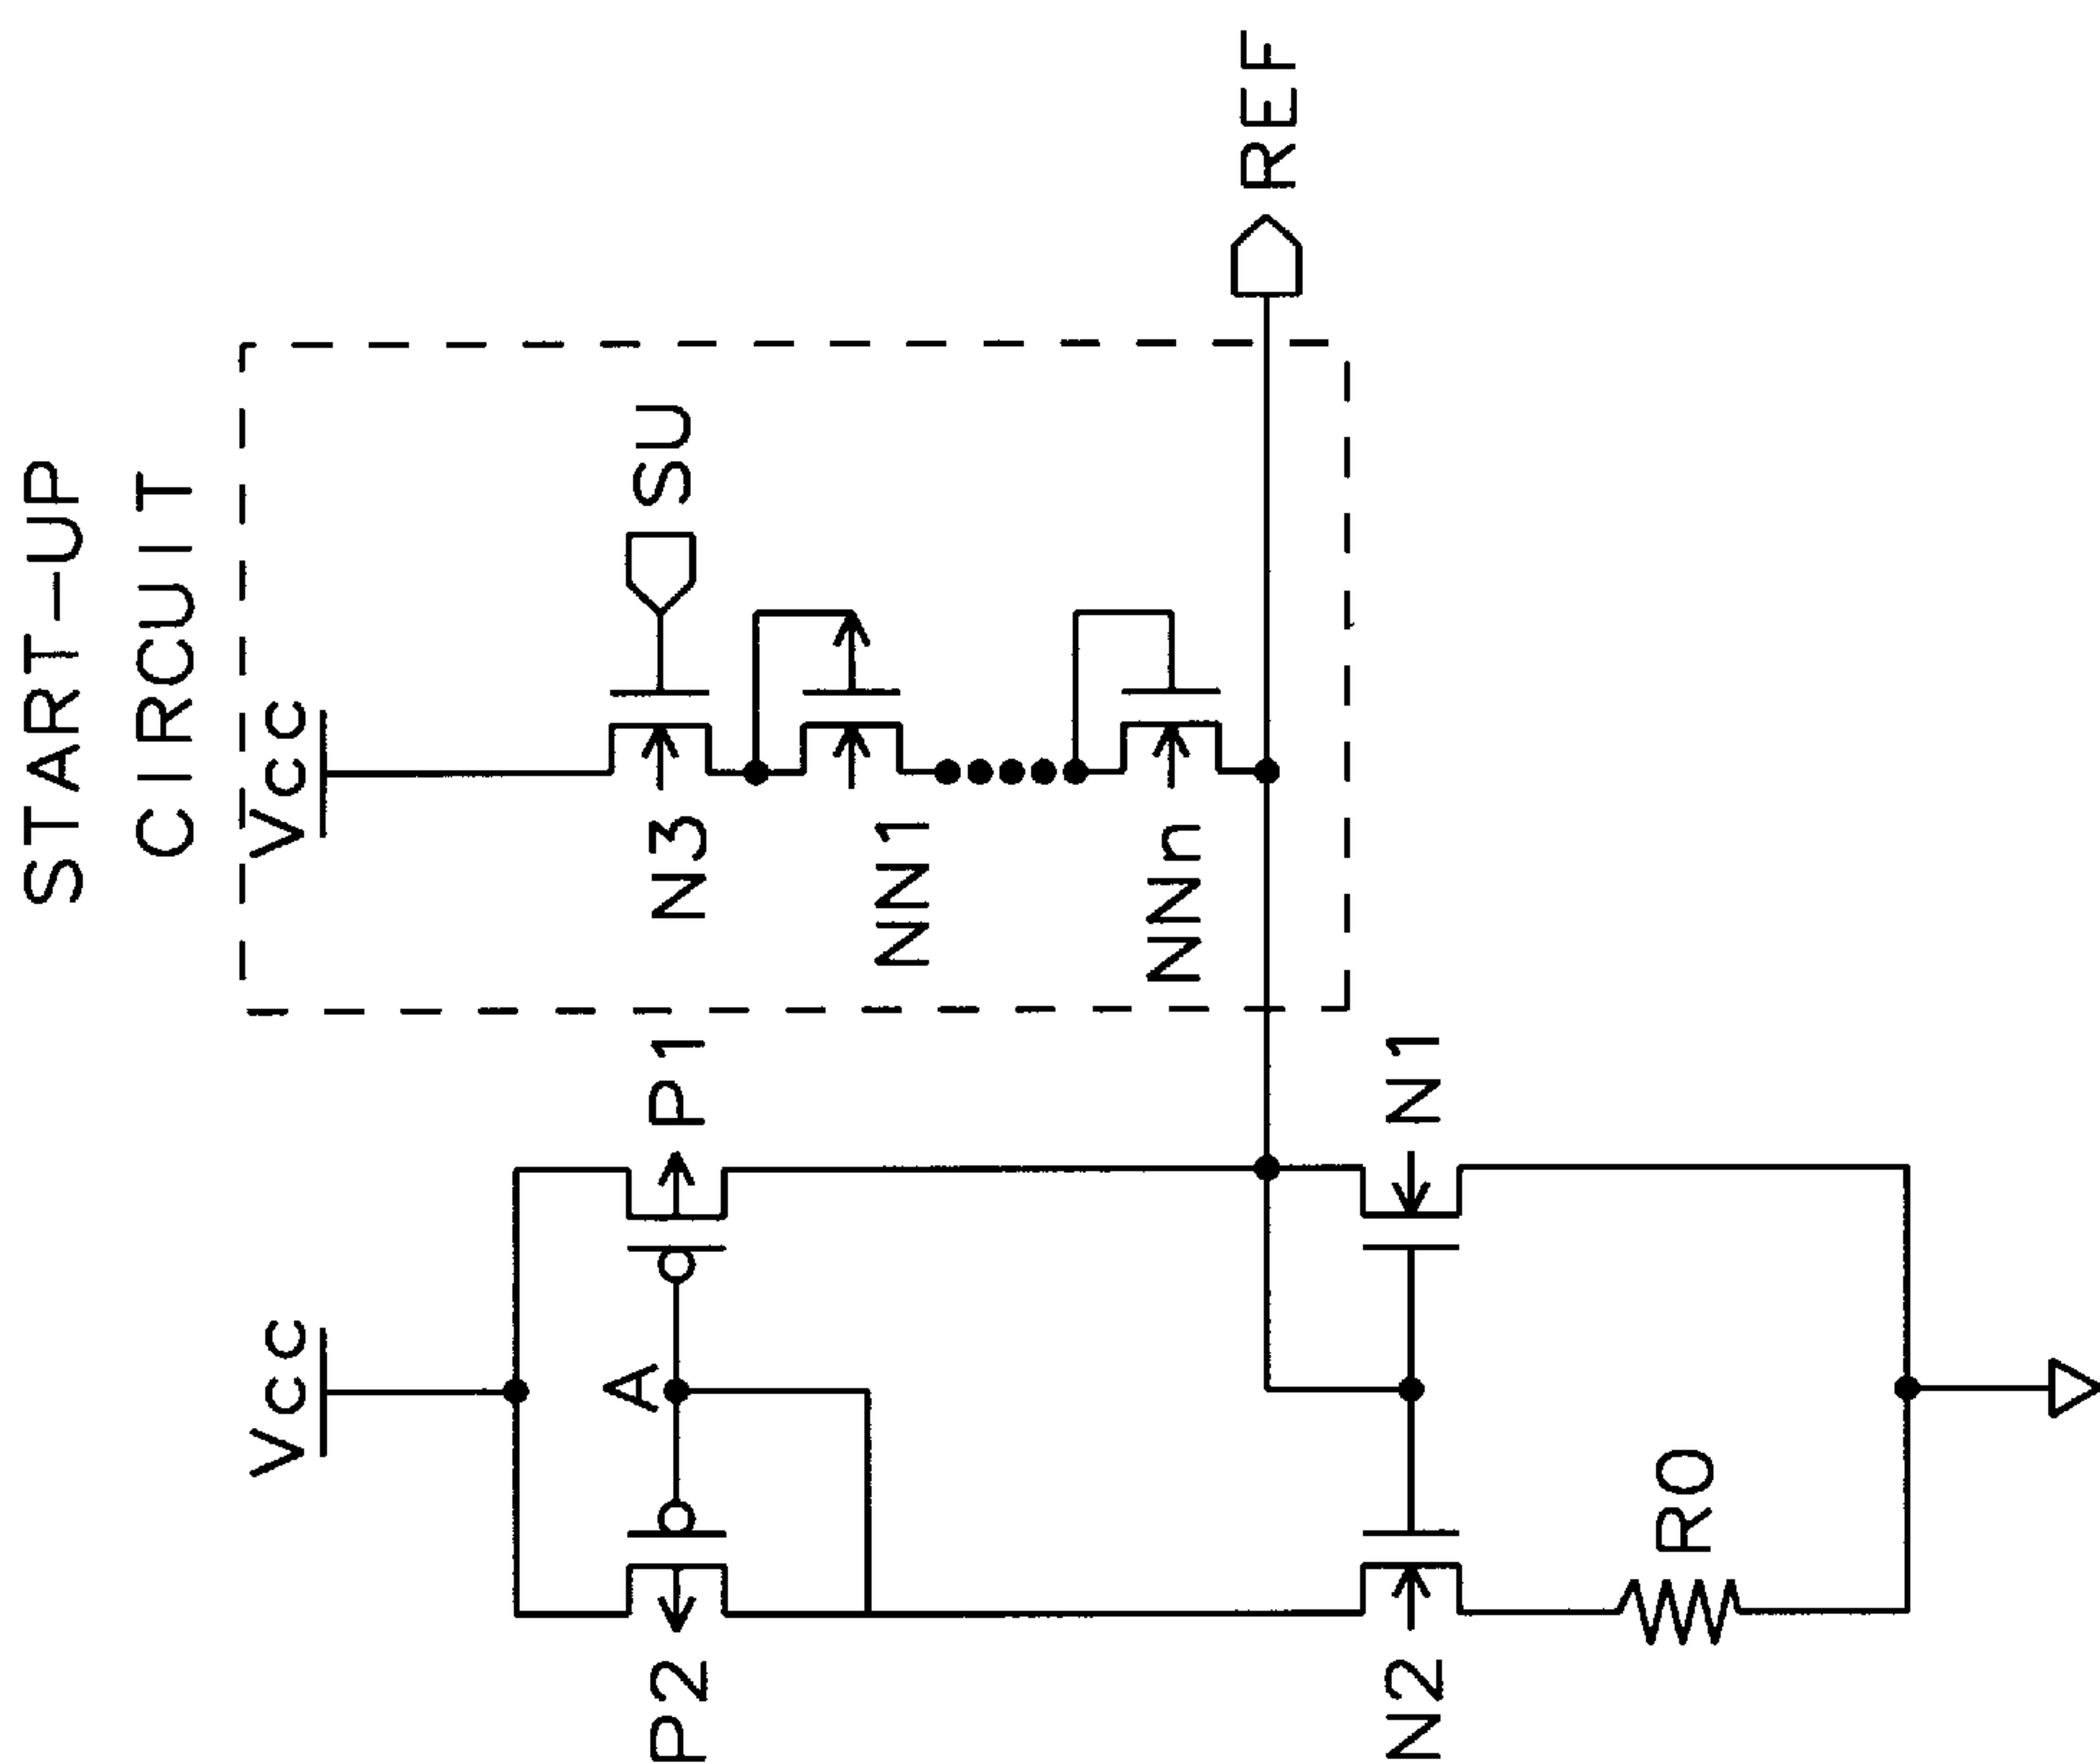 START-UP
CIRCUIT
Vcc
Vcc
SU
N3
P1
A
P2
NN1
NNn
REF
N1
N2
R0